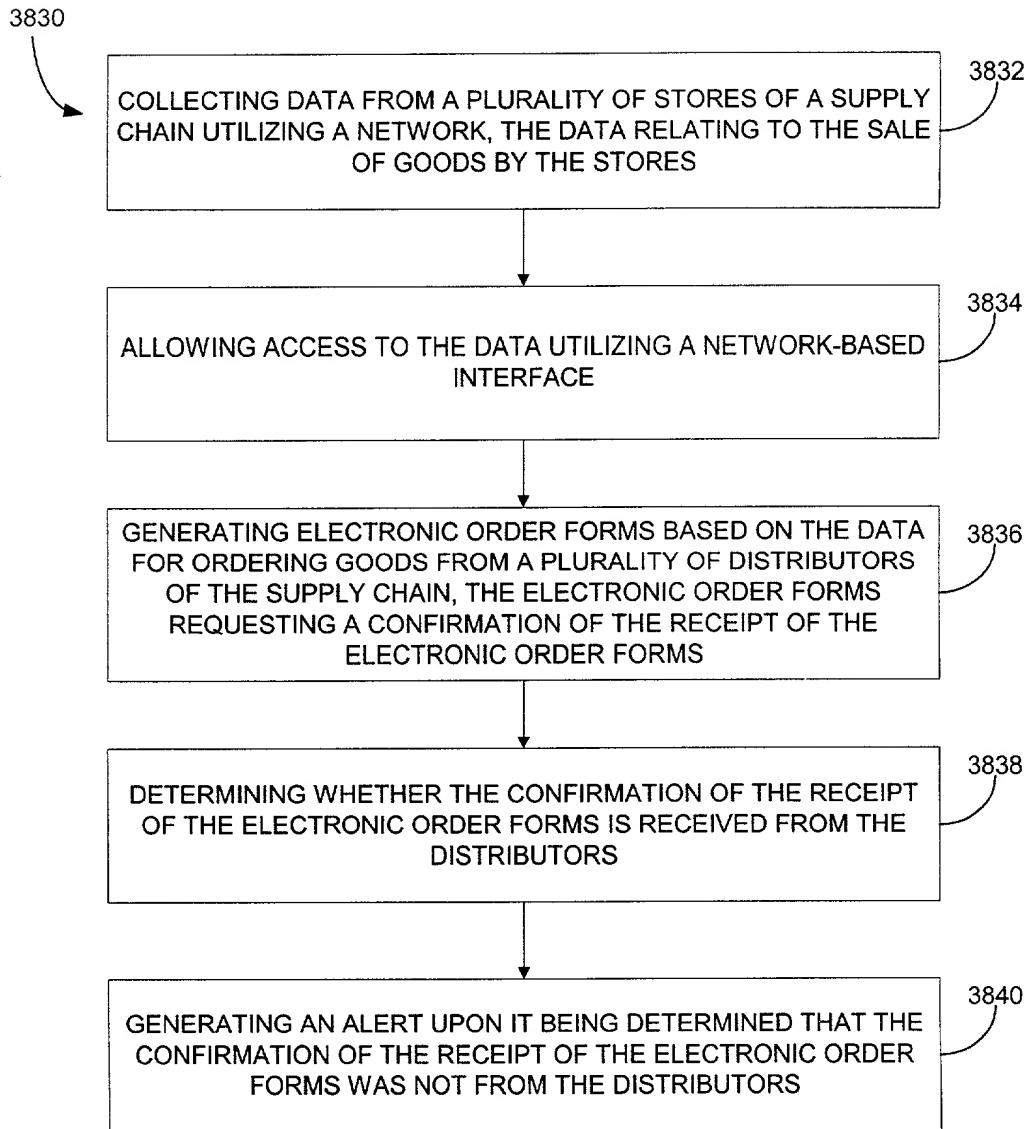 3830
COLLECTING DATA FROM A PLURALITY OF STORES OF A SUPPLY
CHAIN UTILIZING A NETWORK, THE DATA RELATING TO THE SALE
OF GOODS BY THE STORES
3832
ALLOWING ACCESS TO THE DATA UTILIZING A NETWORK-BASED
INTERFACE
3834
GENERATING ELECTRONIC ORDER FORMS BASED ON THE DATA
FOR ORDERING GOODS FROM A PLURALITY OF DISTRIBUTORS
OF THE SUPPLY CHAIN, THE ELECTRONIC ORDER FORMS
REQUESTING A CONFIRMATION OF THE RECEIPT OF THE
ELECTRONIC ORDER FORMS
3836
DETERMINING WHETHER THE CONFIRMATION OF THE RECEIPT
OF THE ELECTRONIC ORDER FORMS IS RECEIVED FROM THE
DISTRIBUTORS
3838
GENERATING AN ALERT UPON IT BEING DETERMINED THAT THE
CONFIRMATION OF THE RECEIPT OF THE ELECTRONIC ORDER
FORMS WAS NOT FROM THE DISTRIBUTORS
3840